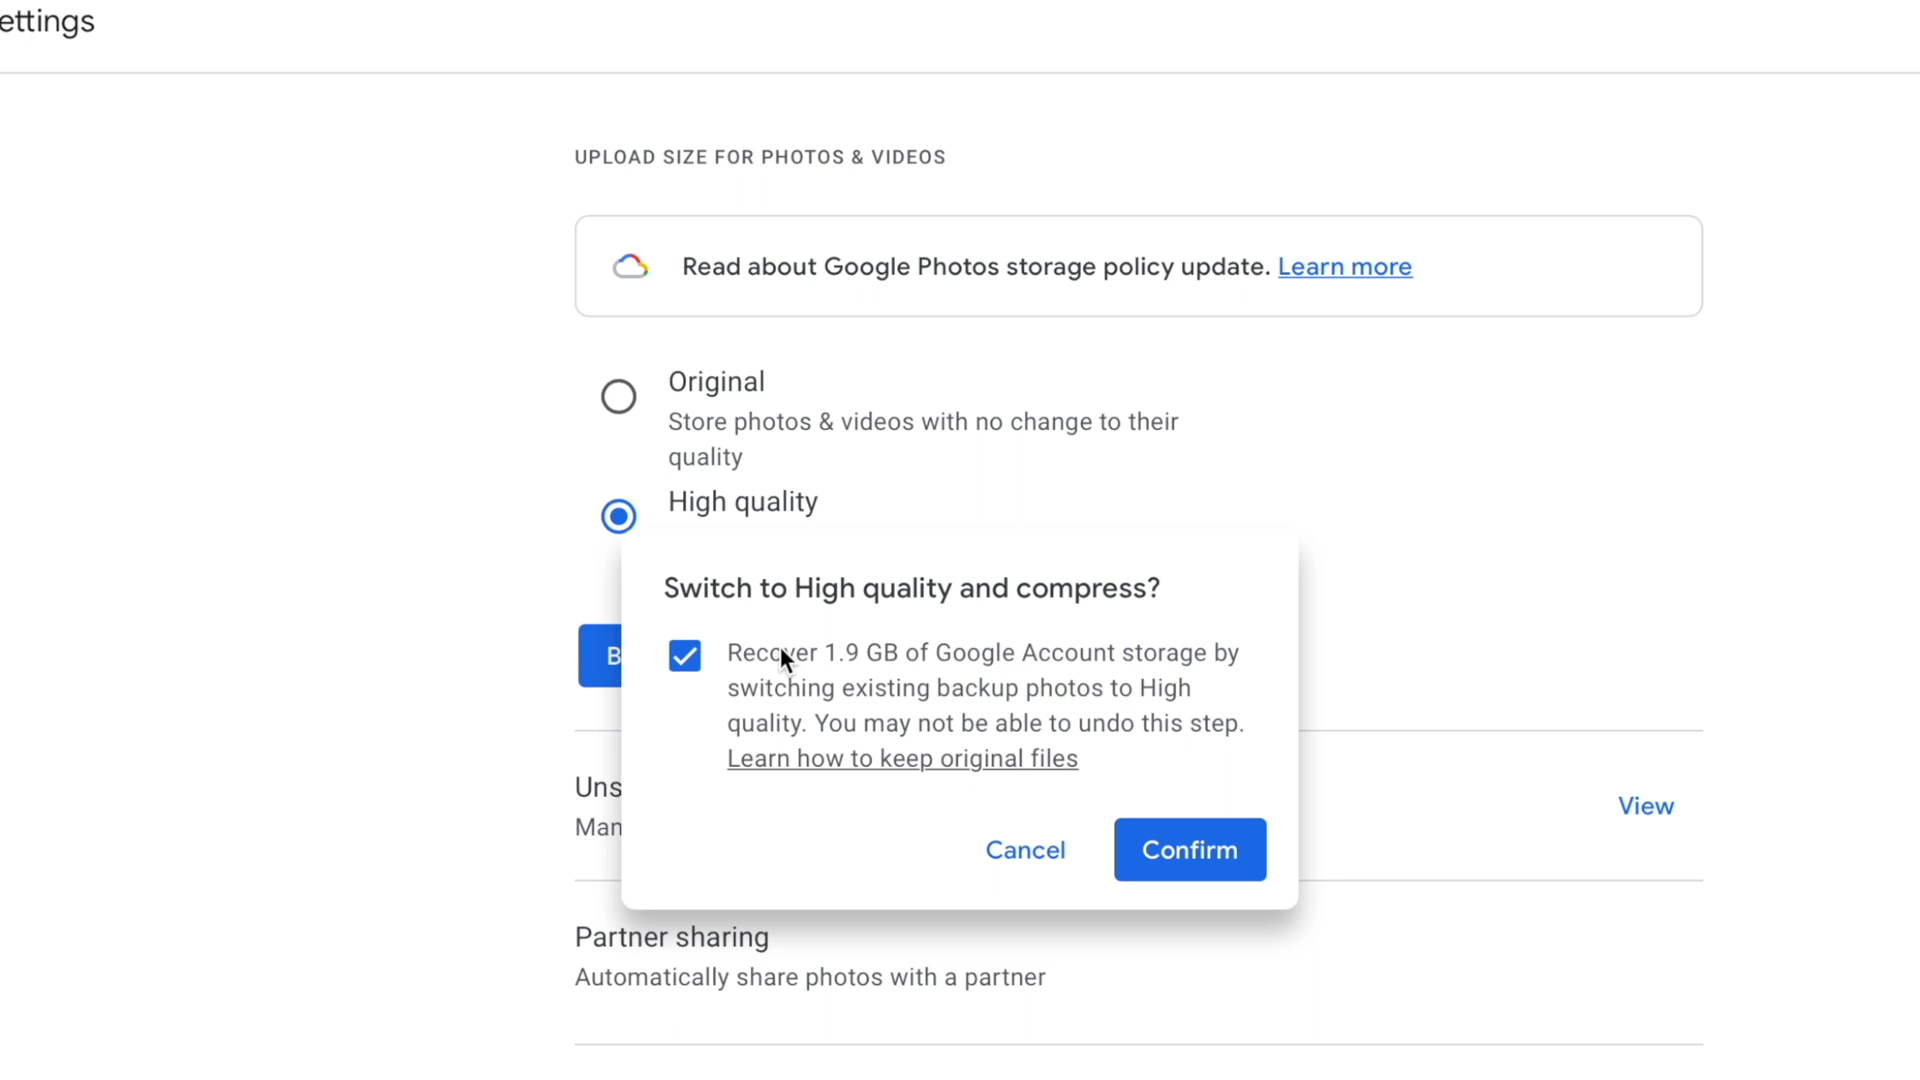 ettings
UPLOAD SIZE FOR PHOTOS & VIDEOS
Read about Google Photos storage policy update. Learn more
Original
Store photos & videos with no change to their
quality
High quality
Switch to High quality and compress?
Recover 1.9 GB of Google Account storage by
switching existing backup photos to High
quality. You may not be able to undo this step.
Learn how to keep original files
Cancel Confirm
B
Uns
Man
View
Partner sharing
Automatically share photos with a partner